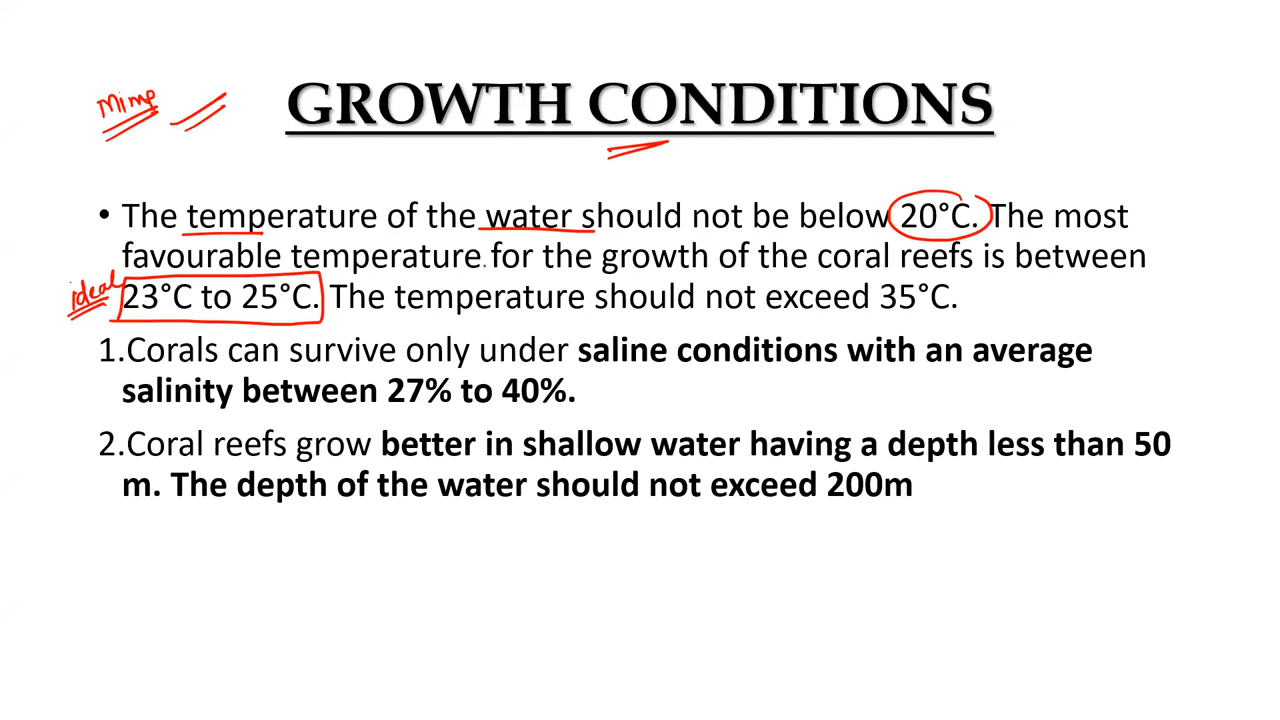 Mimp
GROWTH CONDITIONS
• The temperature of the water should not be below 20°C. The most
favourable temperature for the growth of the coral reefs is between
ideal 23°C to 25°C. The temperature should not exceed 35°C.
1.Corals can survive only under saline conditions with an average
salinity between 27% to 40%.
2.Coral reefs grow better in shallow water having a depth less than 50
m. The depth of the water should not exceed 200m